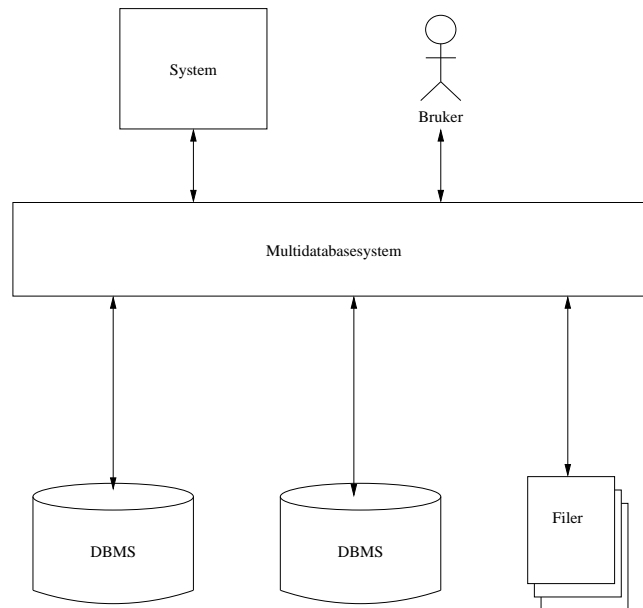 System
Bruker
Multidatabasesystem
DBMS
DBMS
Filer